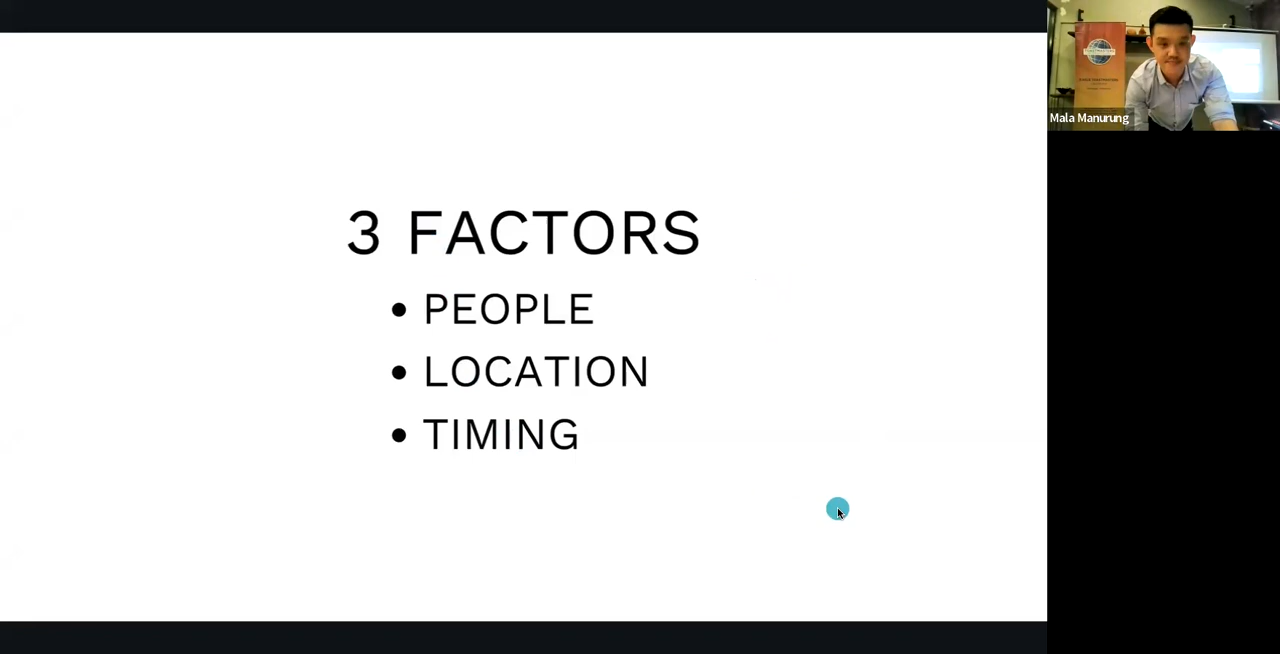 3 FACTORS
• PEOPLE
• LOCATION
• TIMING
Mala Manurung